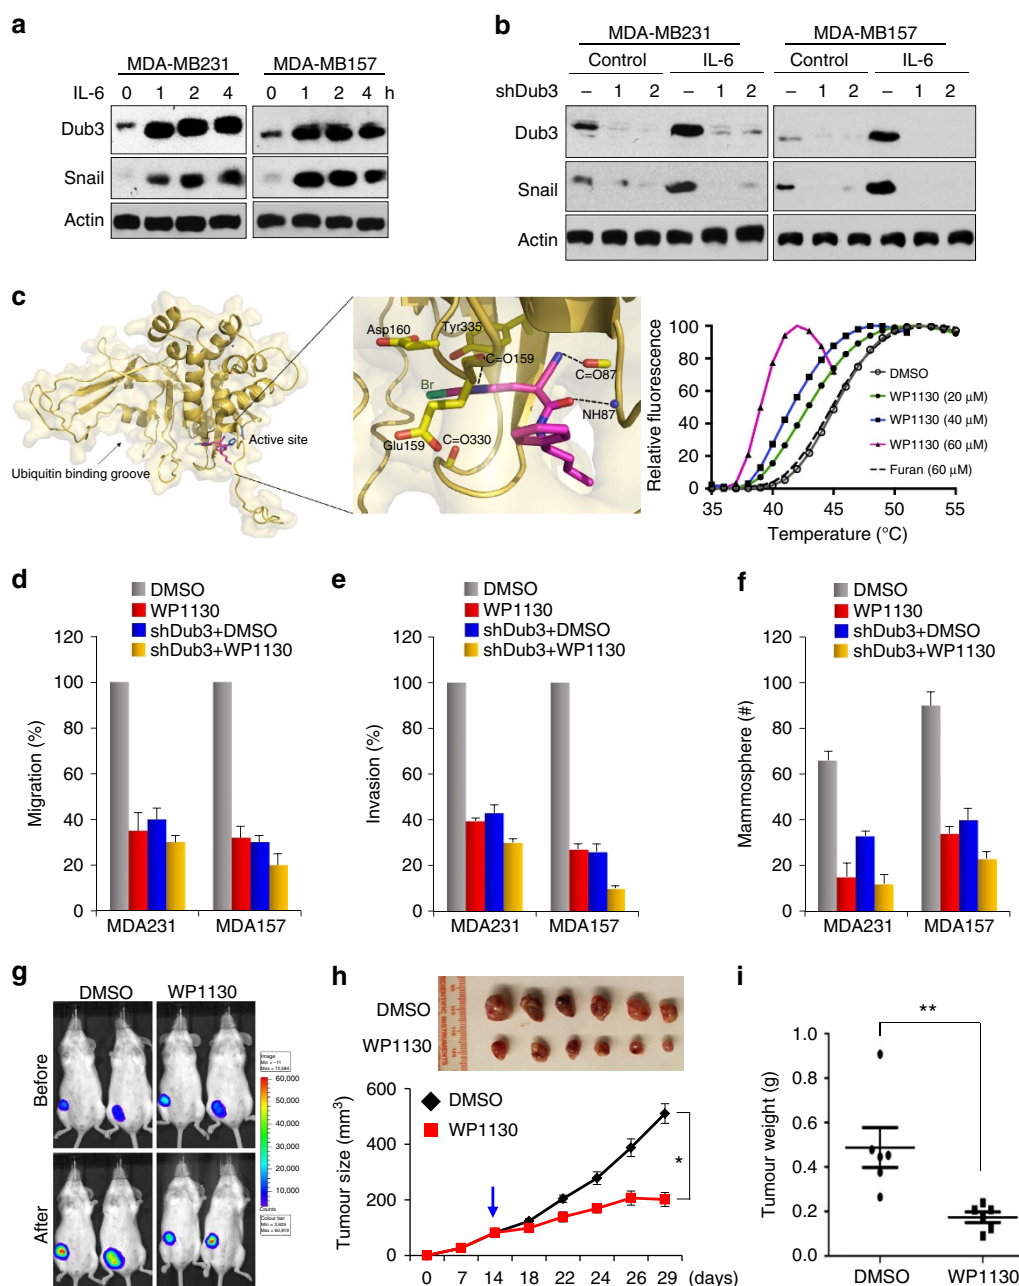 a
MDA-MB231 MDA-MB157
IL-6 0 1 2 4 0 1 2 4 h
Dub3
Snail
Actin
b
MDA-MB231 MDA-MB157
Control IL-6 Control IL-6
shDub3 – 1 2 – 1 2 – 1 2 – 1 2
Dub3
Snail
Actin
c
Active site
Ubiquitin binding groove
Asp160
Tyr335
C=O159
Br
C=O87
NH87
Glu159
C=O330
Relative fluorescence
100
80
60
40
20
0
35 40 45 50 55
Temperature (°C)
DMSO
WP1130 (20 µM)
WP1130 (40 µM)
WP1130 (60 µM)
Furan (60 µM)
d
DMSO
WP1130
shDub3+DMSO
shDub3+WP1130
Migration (%)
120
100
80
60
40
20
0
MDA231 MDA157
e
DMSO
WP1130
shDub3+DMSO
shDub3+WP1130
Invasion (%)
120
100
80
60
40
20
0
MDA231 MDA157
f
DMSO
WP1130
shDub3+DMSO
shDub3+WP1130
Mammosphere (#)
120
100
80
60
40
20
0
MDA231 MDA157
g
DMSO WP1130
Before
After
Image
60,000
50,000
40,000
30,000
20,000
10,000
Counts
Colour bar
h
DMSO
WP1130
DMSO
WP1130
Tumour size (mm³)
600
400
200
0
*
0 7 14 18 22 24 26 29 (days)
i
**
Tumour weight (g)
1.0
0.8
0.6
0.4
0.2
0.0
DMSO WP1130